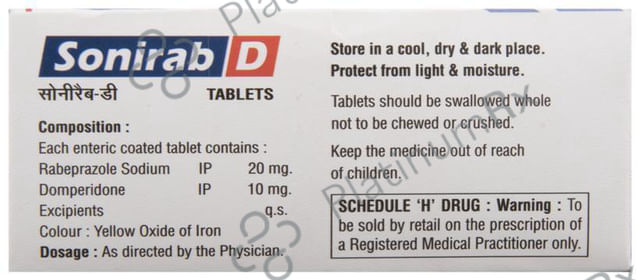 Sonirab D
सोनीरैब-डी TABLETS
Composition :
Each enteric coated tablet contains :
Rabeprazole Sodium IP 20 mg.
Domperidone IP 10 mg.
Excipients q.s.
Colour : Yellow Oxide of Iron
Dosage : As directed by the Physician.
Store in a cool, dry & dark place.
Protect from light & moisture.
Tablets should be swallowed whole
not to be chewed or crushed.
Keep the medicine out of reach
of children.
SCHEDULE 'H' DRUG : Warning : To
be sold by retail on the prescription of
a Registered Medical Practitioner only.
PlatinumRx
PlatinumRx